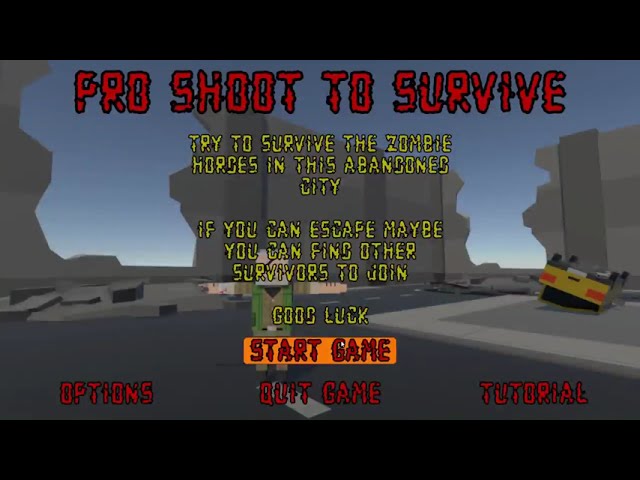 PRO SHOOT TO SURVIVE
TRY TO SURVIVE THE ZOMBIE
HORDES IN THIS ABANDONED
CITY
IF YOU CAN ESCAPE MAYBE
YOU CAN FIND OTHER
SURVIVORS TO JOIN
GOOD LUCK
START GAME
OPTIONS QUIT GAME TUTORIAL